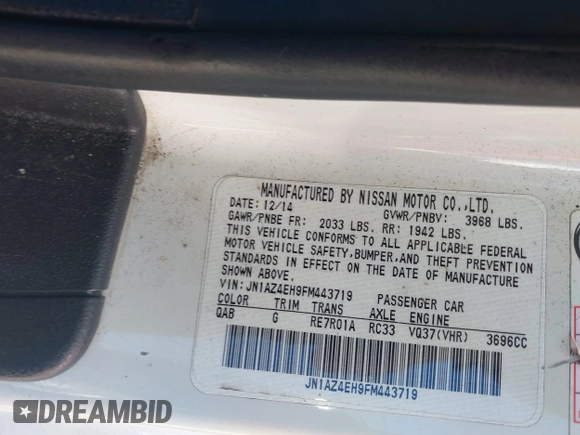 MANUFACTURED BY NISSAN MOTOR CO.,LTD.
DATE: 12/14 GVWR/PNBV: 3968 LBS.
GAWR/PNBE FR: 2033 LBS. RR: 1942 LBS.
THIS VEHICLE CONFORMS TO ALL APPLICABLE FEDERAL
MOTOR VEHICLE SAFETY,BUMPER,AND THEFT PREVENTION
STANDARDS IN EFFECT ON THE DATE OF MANUFACTURE
SHOWN ABOVE.
VIN:JN1AZ4EH9FM443719 PASSENGER CAR
COLOR TRIM TRANS AXLE ENGINE
QAB G RE7R01A RC33 VQ37(VHR) 3696CC
JN1AZ4EH9FM443719
DREAMBID